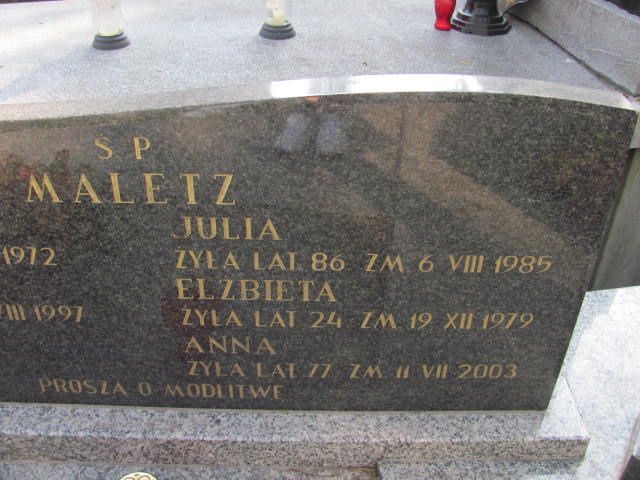 Ś P
MALETZ
JULIA
1972 ŻYŁA LAT 86 ZM 6 VIII 1985
ELŻBIETA
VIII 1997 ŻYŁA LAT 24 ZM 19 XII 1979
ANNA
ŻYŁA LAT 77 ZM 11 VII 2003
PROSZĄ O MODLITWĘ